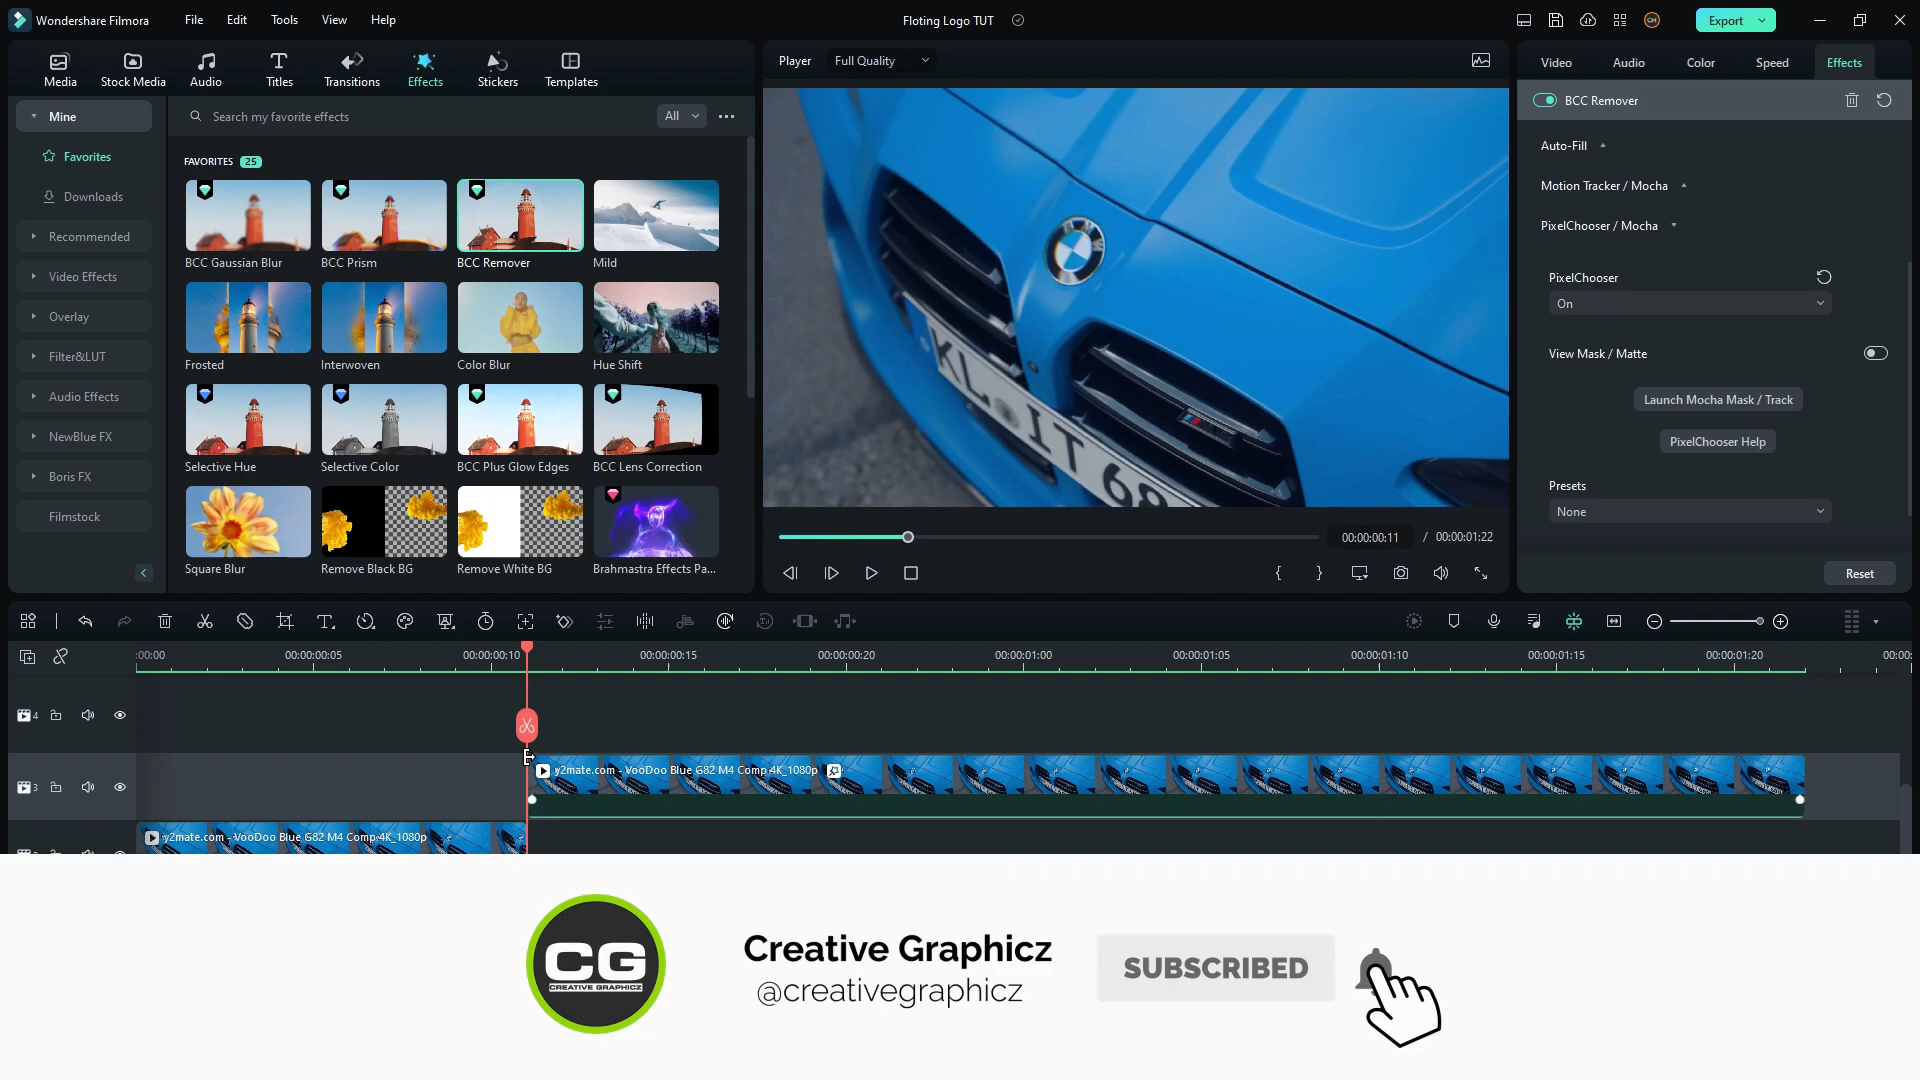 Wondershare Filmora
File
Edit
Tools
View
Help
Floting Logo TUT
Export
Media
Stock Media
Audio
Titles
Transitions
Effects
Stickers
Templates
Player
Full Quality
Video
Audio
Color
Speed
Effects
Mine
Search my favorite effects
All
BCC Remover
Favorites
FAVORITES 25
Auto-Fill
Downloads
Motion Tracker / Mocha
Recommended
PixelChooser / Mocha
BCC Gaussian Blur
BCC Prism
BCC Remover
Mild
Video Effects
PixelChooser
On
Overlay
Filter&LUT
View Mask / Matte
Frosted
Interwoven
Color Blur
Hue Shift
Audio Effects
Launch Mocha Mask / Track
NewBlue FX
PixelChooser Help
Selective Hue
Selective Color
BCC Plus Glow Edges
BCC Lens Correction
Boris FX
Presets
None
Filmstock
KL IT 68
Square Blur
Remove Black BG
Remove White BG
Brahmastra Effects Pa...
00:00:00:11 / 00:00:01:22
Reset
:00:00
00:00:00:05
00:00:00:10
00:00:00:15
00:00:00:20
00:00:01:00
00:00:01:05
00:00:01:10
00:00:01:15
00:00:01:20
00:00:
4
3
y2mate.com - VooDoo Blue G82 M4 Comp 4K_1080p
y2mate.com - VooDoo Blue G82 M4 Comp 4K_1080p
CG
CREATIVE GRAPHICZ
Creative Graphicz
@creativegraphicz
SUBSCRIBED